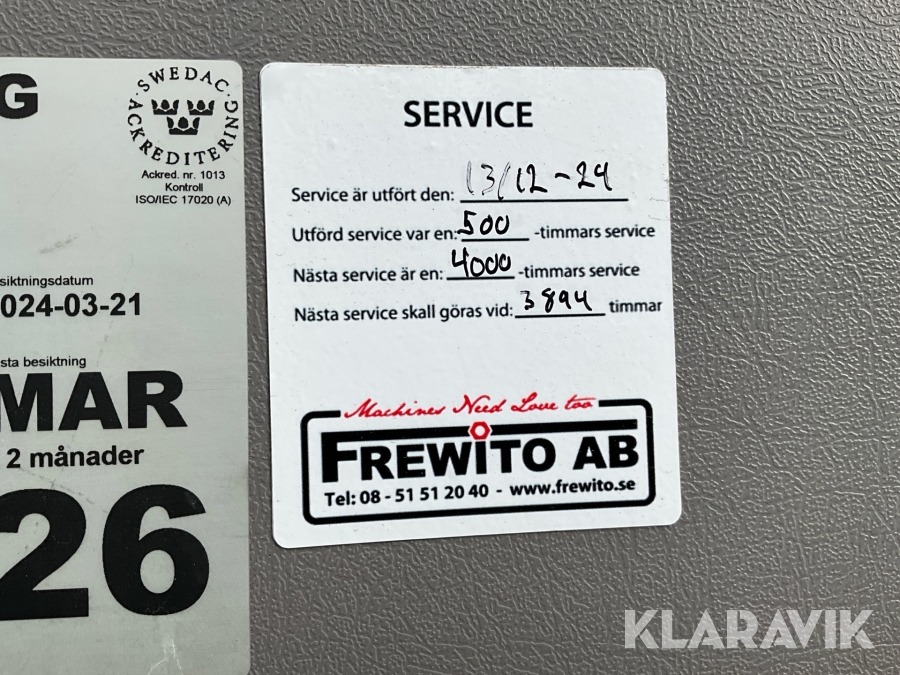 G
SWEDAC
ACKREDITERING
Ackred. nr. 1013
Kontroll
ISO/IEC 17020 (A)
siktningsdatum
024-03-21
sta besiktning
MAR
2 månader
26
SERVICE
Service är utfört den: 13/12-24
Utförd service var en: 500 -timmars service
Nästa service är en: 4000 -timmars service
Nästa service skall göras vid: 3894 timmar
Machines Need Love too
FREWITO AB
Tel: 08 - 51 51 20 40 - www.frewito.se
KLARAVIK